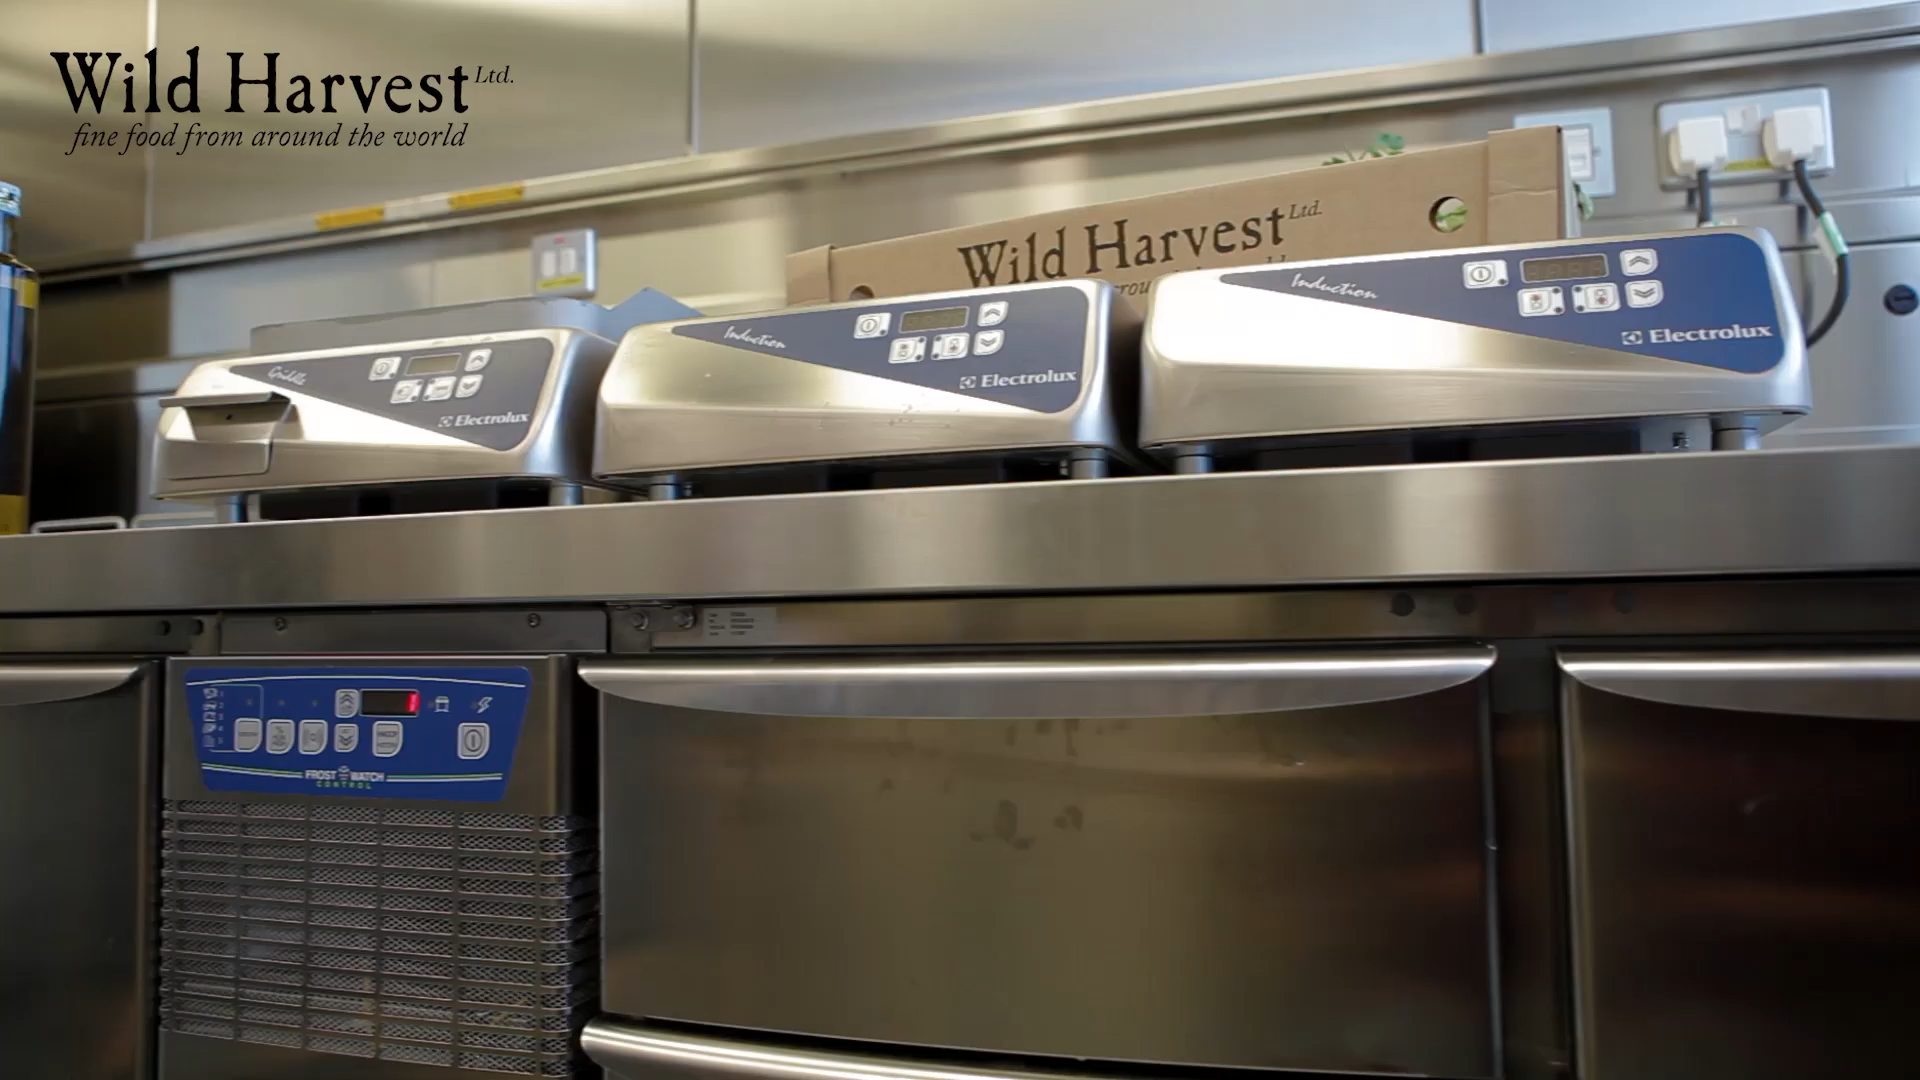 Wild Harvest Ltd.
fine food from around the world
Wild Harvest Ltd.
Griddle
Electrolux
Induction
Electrolux
Induction
Electrolux
FROST WATCH
CONTROL